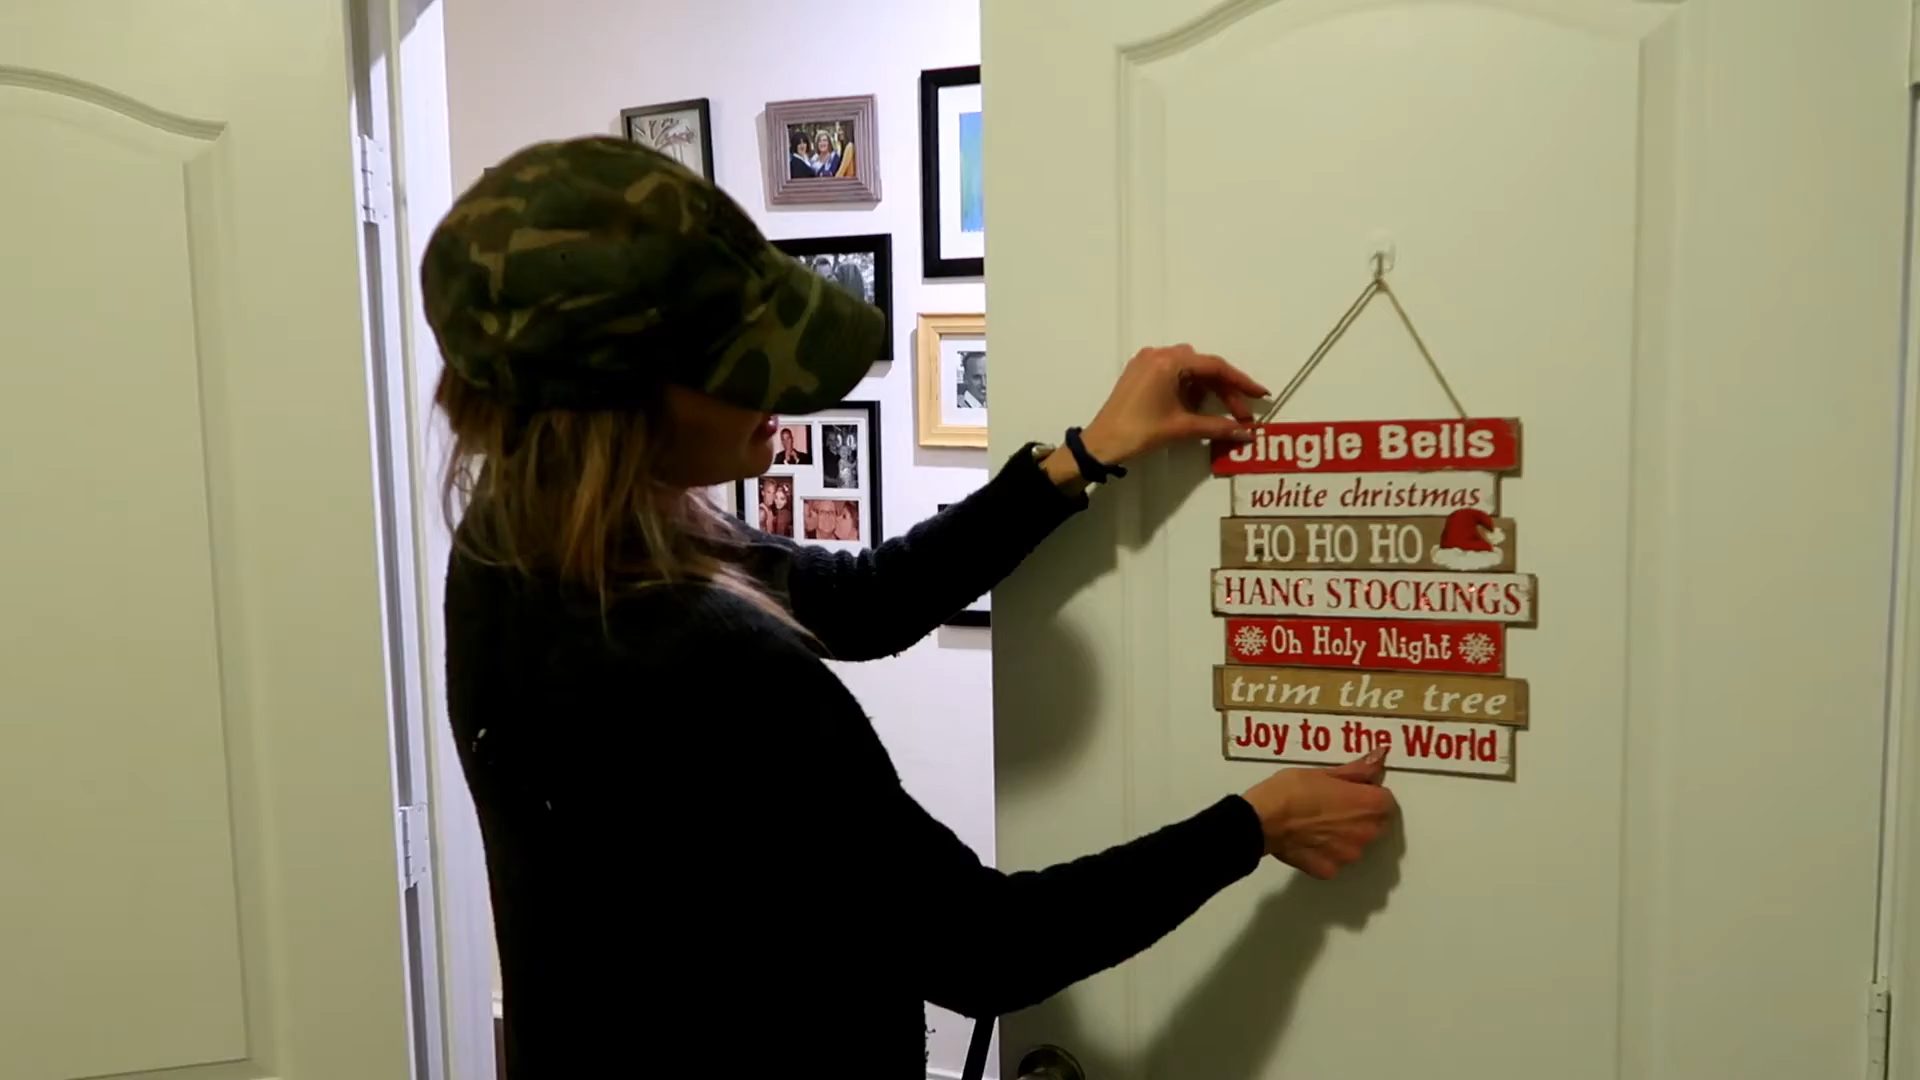 Jingle Bells
white christmas
HO HO HO
HANG STOCKINGS
Oh Holy Night
trim the tree
Joy to the World